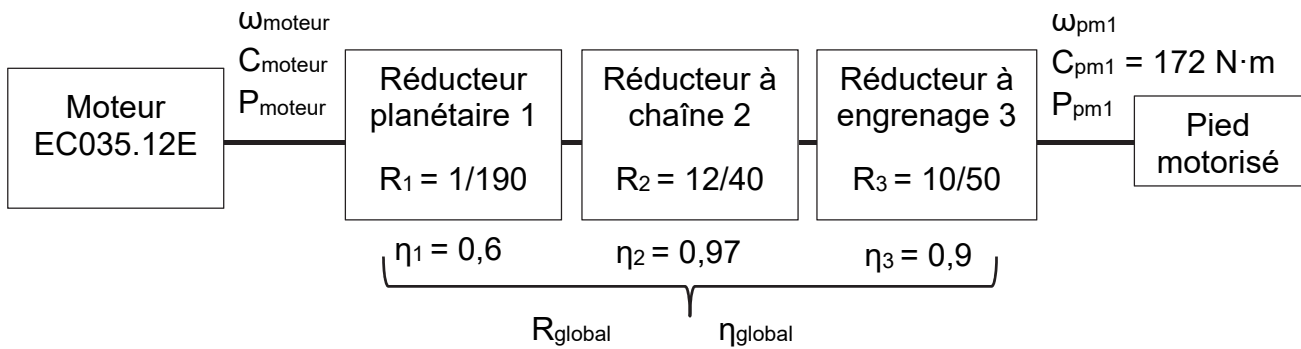 Moteur
EC035.12E
ωmoteur
Cmoteur
Pmoteur
Réducteur
planétaire 1
R1 = 1/190
η1 = 0,6
Réducteur à
chaîne 2
R2 = 12/40
η2 = 0,97
Réducteur à
engrenage 3
R3 = 10/50
η3 = 0,9
Rglobal
ηglobal
ωpm1
Cpm1 = 172 N·m
Ppm1
Pied
motorisé